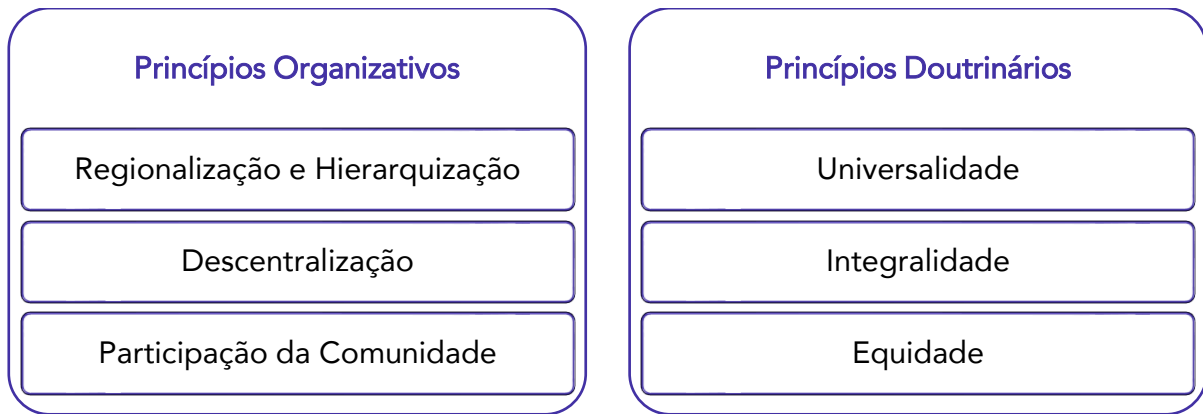 Princípios Organizativos
Regionalização e Hierarquização
Descentralização
Participação da Comunidade
Princípios Doutrinários
Universalidade
Integralidade
Equidade